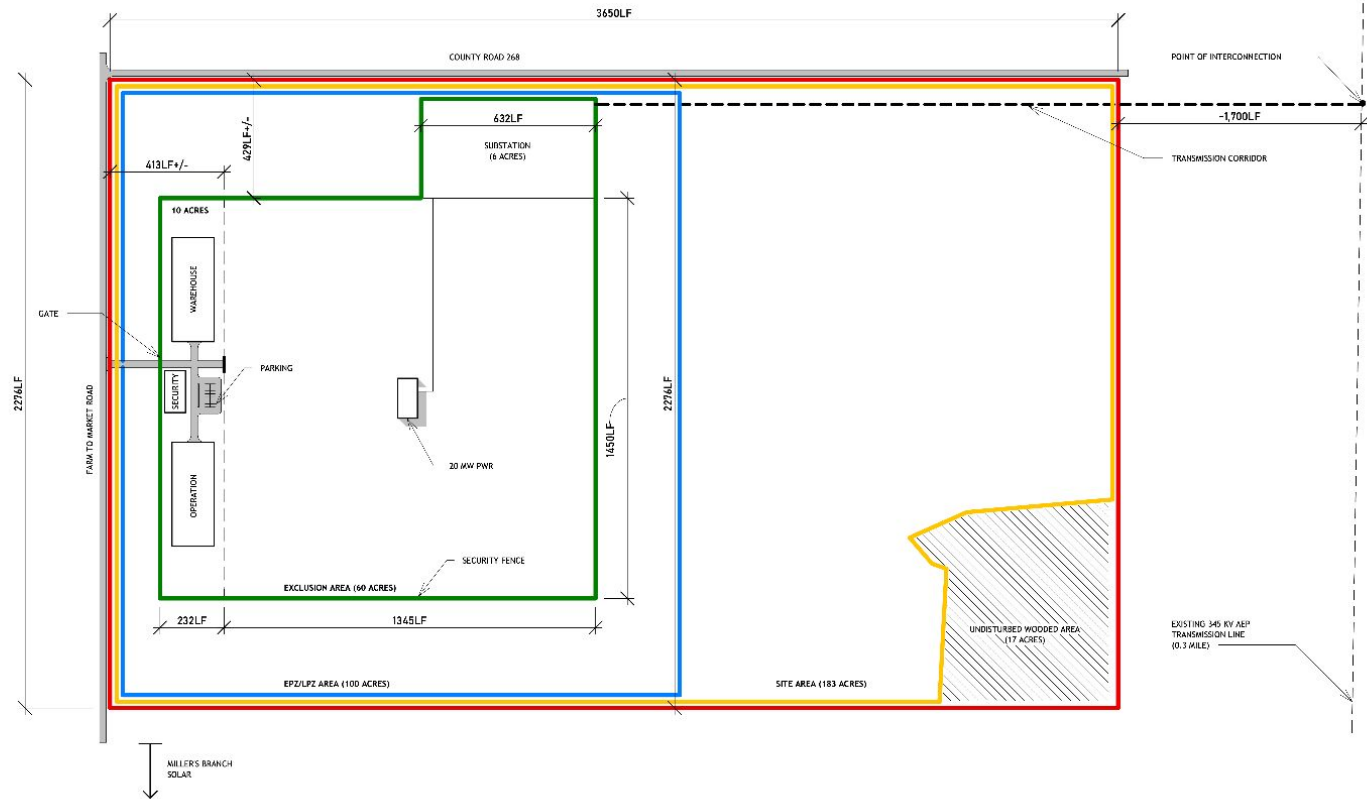 3650LF
COUNTY ROAD 268
POINT OF INTERCONNECTION
632LF
~1,700LF
SUBSTATION
(6 ACRES)
429LF+/-
413LF+/-
TRANSMISSION CORRIDOR
10 ACRES
WAREHOUSE
GATE
PARKING
SECURITY
2276LF
2276LF
FARM TO MARKET ROAD
1450LF
20 MW PWR
OPERATION
SECURITY FENCE
EXCLUSION AREA (60 ACRES)
232LF
1345LF
UNDISTURBED WOODED AREA
(17 ACRES)
EXISTING 345 KV AEP
TRANSMISSION LINE
(0.3 MILE)
EPZ/LPZ AREA (100 ACRES)
SITE AREA (183 ACRES)
MILLER'S BRANCH
SOLAR